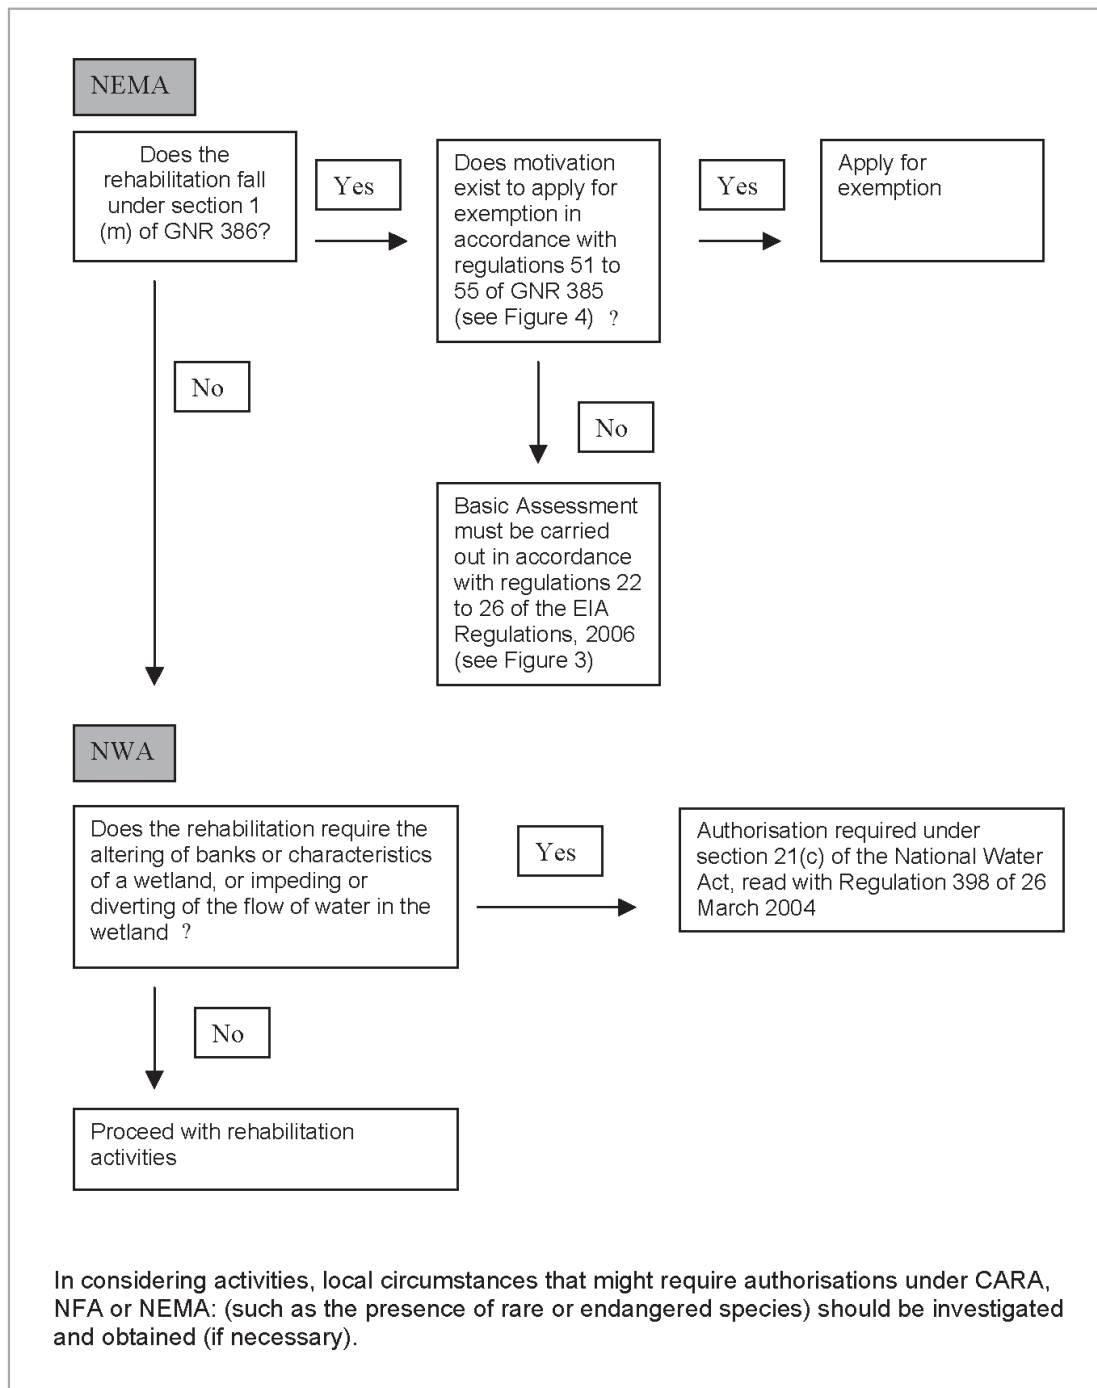 NEMA
Does the
rehabilitation fall
under section 1
(m) of GNR 386?
Yes
Does motivation
exist to apply for
exemption in
accordance with
regulations 51 to
55 of GNR 385
(see Figure 4) ?
Yes
Apply for
exemption
No
No
Basic Assessment
must be carried
out in accordance
with regulations 22
to 26 of the EIA
Regulations, 2006
(see Figure 3)
NWA
Does the rehabilitation require the
altering of banks or characteristics
of a wetland, or impeding or
diverting of the flow of water in the
wetland ?
Yes
Authorisation required under
section 21(c) of the National Water
Act, read with Regulation 398 of 26
March 2004
No
Proceed with rehabilitation
activities
In considering activities, local circumstances that might require authorisations under CARA,
NFA or NEMA: (such as the presence of rare or endangered species) should be investigated
and obtained (if necessary).